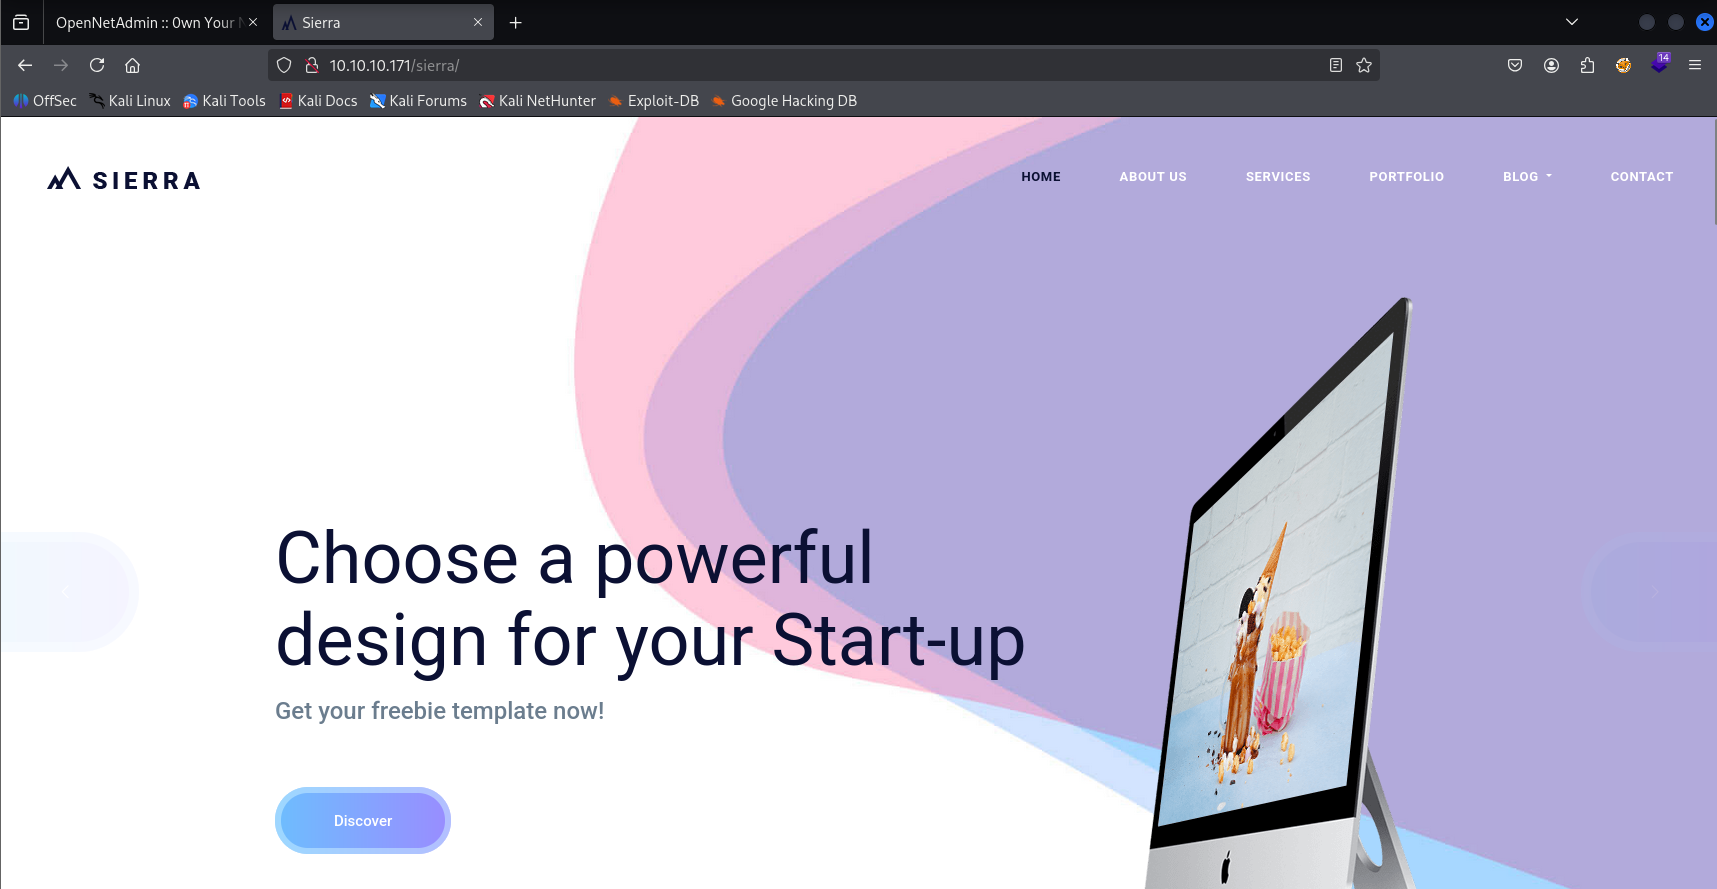 OpenNetAdmin :: 0wn Your N
Sierra
10.10.10.171/sierra/
14
OffSec Kali Linux Kali Tools Kali Docs Kali Forums Kali NetHunter Exploit-DB Google Hacking DB
SIERRA
HOME ABOUT US SERVICES PORTFOLIO BLOG CONTACT
Choose a powerful
design for your Start-up
Get your freebie template now!
Discover